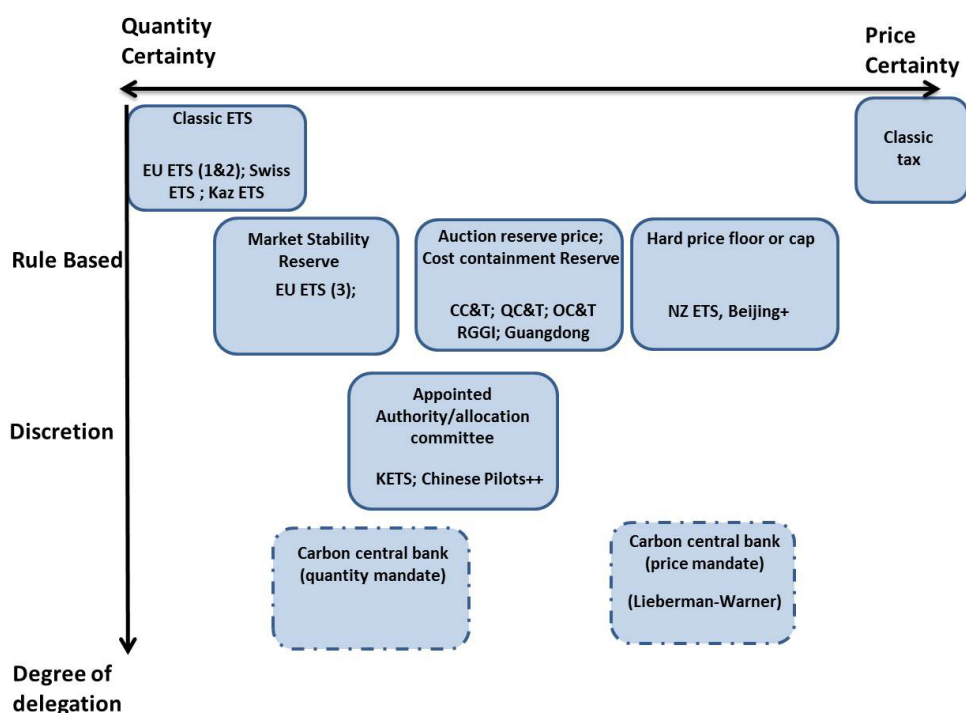 Quantity
Certainty
Price
Certainty
Classic ETS
EU ETS (1&2); Swiss
ETS ; Kaz ETS
Classic
tax
Rule Based
Market Stability
Reserve
EU ETS (3);
Auction reserve price;
Cost containment Reserve
CC&T; QC&T; OC&T
RGGI; Guangdong
Hard price floor or cap
NZ ETS, Beijing+
Discretion
Appointed
Authority/allocation
committee
KETS; Chinese Pilots++
Carbon central bank
(quantity mandate)
Carbon central bank
(price mandate)
(Lieberman-Warner)
Degree of
delegation